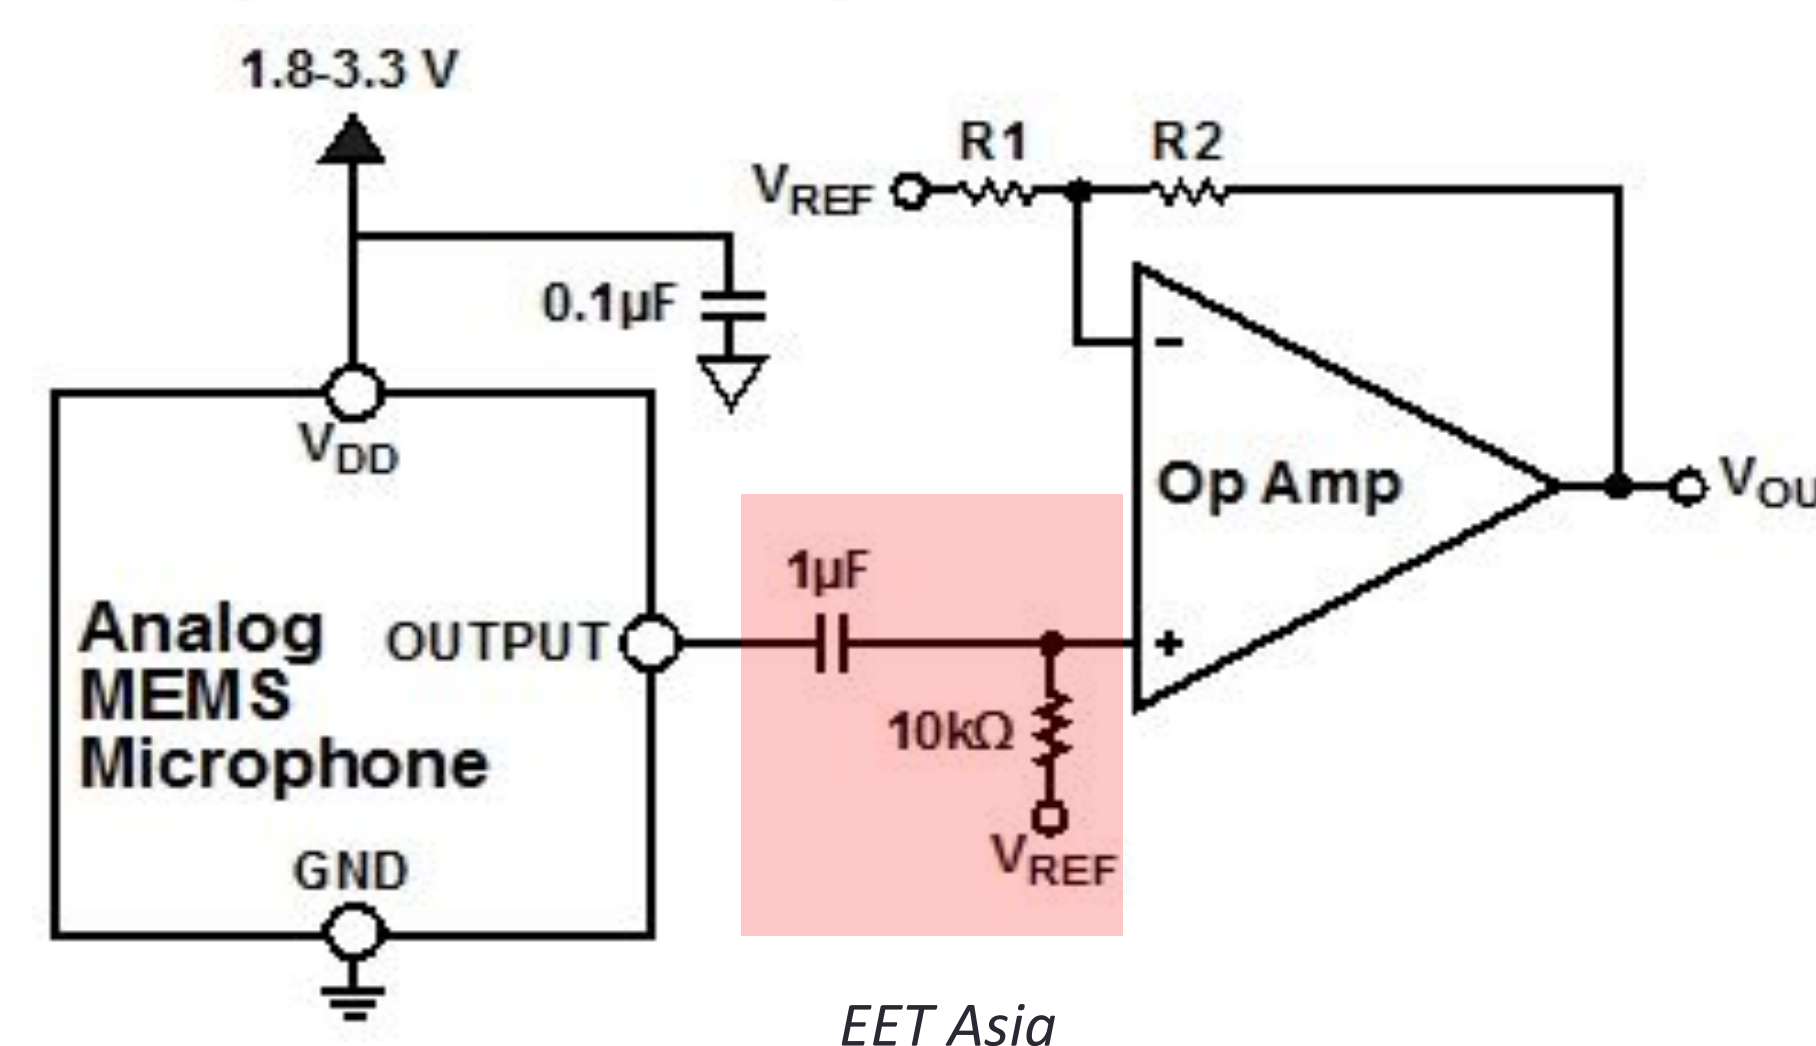 1.8-3.3 V
R1
R2
VREF
0.1µF
VDD
-
Op Amp
VOU
1µF
Analog
MEMS
Microphone
OUTPUT
+
10kΩ
VREF
GND
EET Asia